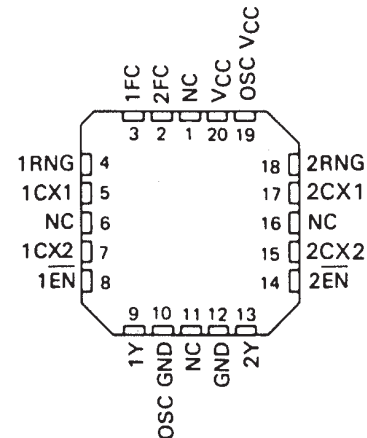 1FC
2FC
NC
VCC
OSC VCC
3 2 1 20 19
1RNG 4 18 2RNG
1CX1 5 17 2CX1
NC 6 16 NC
1CX2 7 15 2CX2
1E̅N̅ 8 14 2E̅N̅
9 10 11 12 13
1Y
OSC GND
NC
GND
2Y